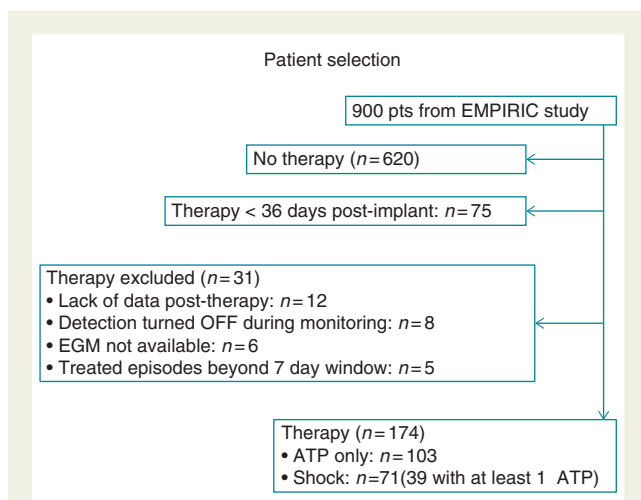 Patient selection
900 pts from EMPIRIC study
No therapy (n=620)
Therapy < 36 days post-implant: n=75
Therapy excluded (n=31)
• Lack of data post-therapy: n=12
• Detection turned OFF during monitoring: n=8
• EGM not available: n=6
• Treated episodes beyond 7 day window: n=5
Therapy (n=174)
• ATP only: n=103
• Shock: n=71(39 with at least 1 ATP)